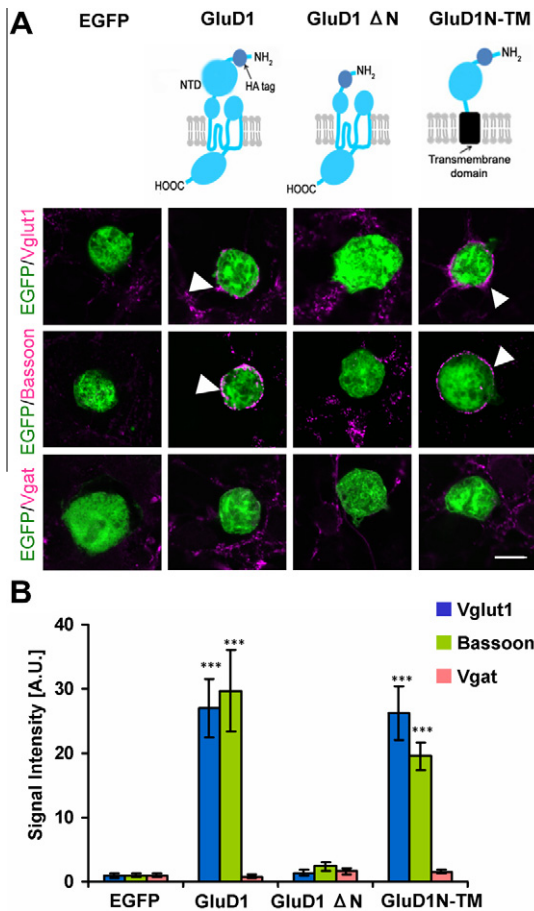 A
EGFP GluD1 GluD1 ΔN GluD1N-TM
NH2 NH2 NH2
NTD HA tag
Transmembrane
domain
HOOC HOOC
EGFP/Vglut1
EGFP/Bassoon
EGFP/Vgat
B
Signal Intensity [A.U.]
40
30
20
10
0
*** *** *** ***
Vglut1
Bassoon
Vgat
EGFP GluD1 GluD1 ΔN GluD1N-TM